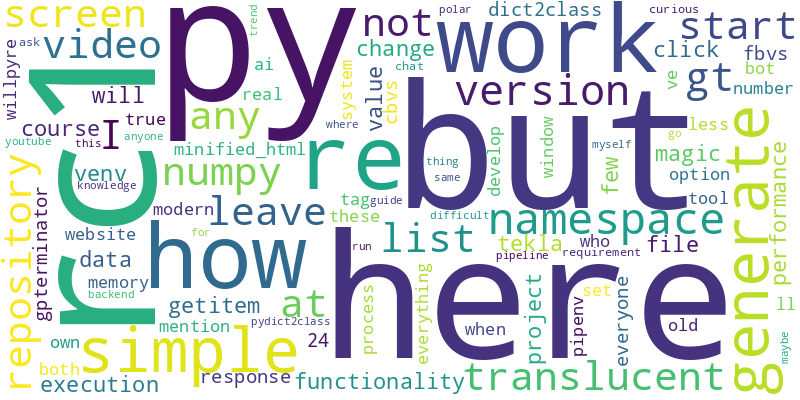 screen
py
not
work
dict2class
polar
curious
start
trend
ask
video
change
click
fbvs
ai
chat
system
gt
ve
bot
willpyre
will
real
value
cbvs
version
number
course
I
true
any
but
where
youtube
this
anyone
minified_html
re
develop
window
myself
less
go
rc1
venv
numpy
thing
same
few
magic
generate
knowledge
option
modern
tag
guide
tool
repository
gpterminator
how
leave
these
difficult
namespace
performance
website
for
list
tekla
who
file
data
memory
at
run
pipeline
requirement
backend
getitem
here
process
everything
set
ll
mention
pydict2class
when
project
pipenv
everyone
old
own
simple
24
maybe
both
execution
response
functionality
translucent